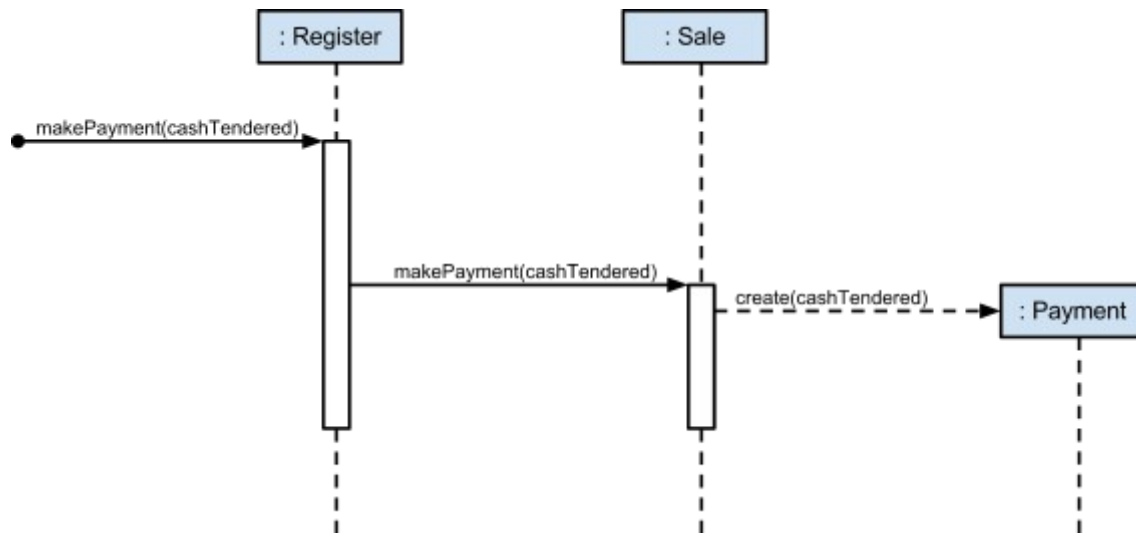 : Register
: Sale
makePayment(cashTendered)
makePayment(cashTendered)
create(cashTendered)
: Payment